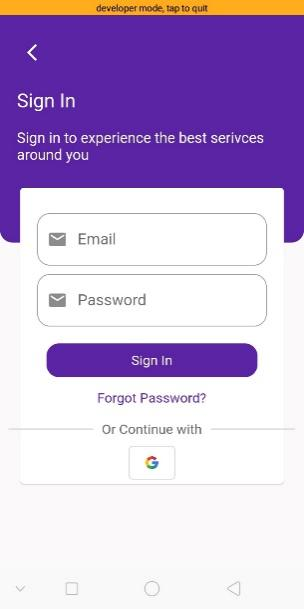 developer mode, tap to quit
Sign In
Sign in to experience the best serivces
around you
Email
Password
Sign In
Forgot Password?
Or Continue with